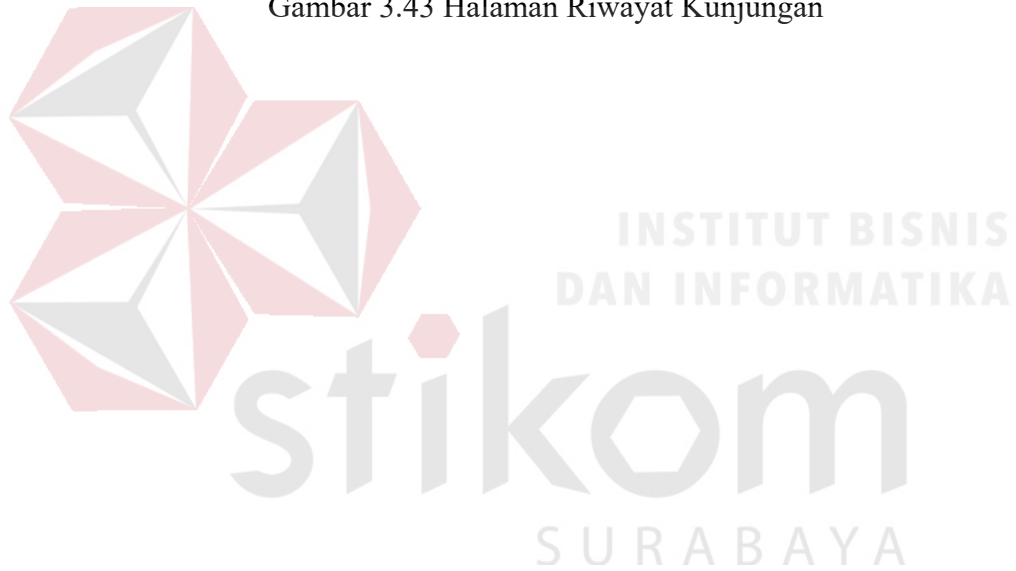 Gambar 3.43 Halaman Riwayat Kunjungan
INSTITUT BISNIS
DAN INFORMATIKA
stikom
SURABAYA